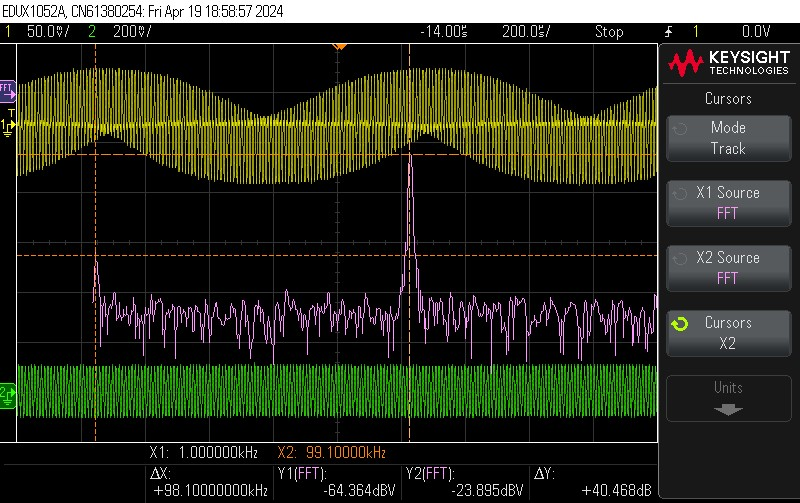 EDUX1052A, CN61380254: Fri Apr 19 18:58:57 2024
1 50.0℧/ 2 200℧/ -14.00s 200.0s/ Stop 1 0.0V
KEYSIGHT
TECHNOLOGIES
Cursors
Mode
Track
X1 Source
FFT
X2 Source
FFT
Cursors
X2
Units
FFT
T
1
2
X1: 1.000000kHz X2: 99.10000kHz
ΔX: Y1(FFT): Y2(FFT): ΔY:
+98.10000000kHz -64.364dBV -23.895dBV +40.468dB